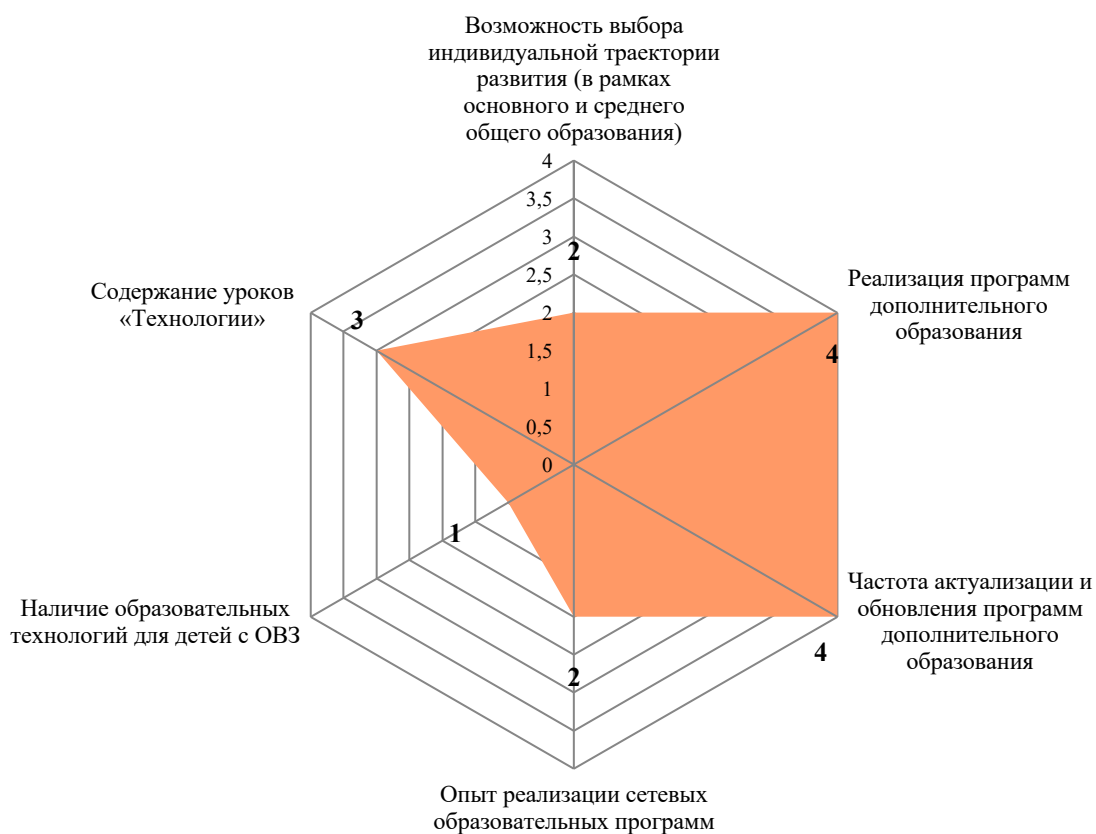 Возможность выбора
индивидуальной траектории
развития (в рамках
основного и среднего
общего образования)
4
3,5
3
2
2,5
2
1,5
1
0,5
0
Реализация программ
дополнительного
образования
4
Частота актуализации и
обновления программ
дополнительного
образования
4
2
Опыт реализации сетевых
образовательных программ
1
Наличие образовательных
технологий для детей с ОВЗ
3
Содержание уроков
«Технологии»